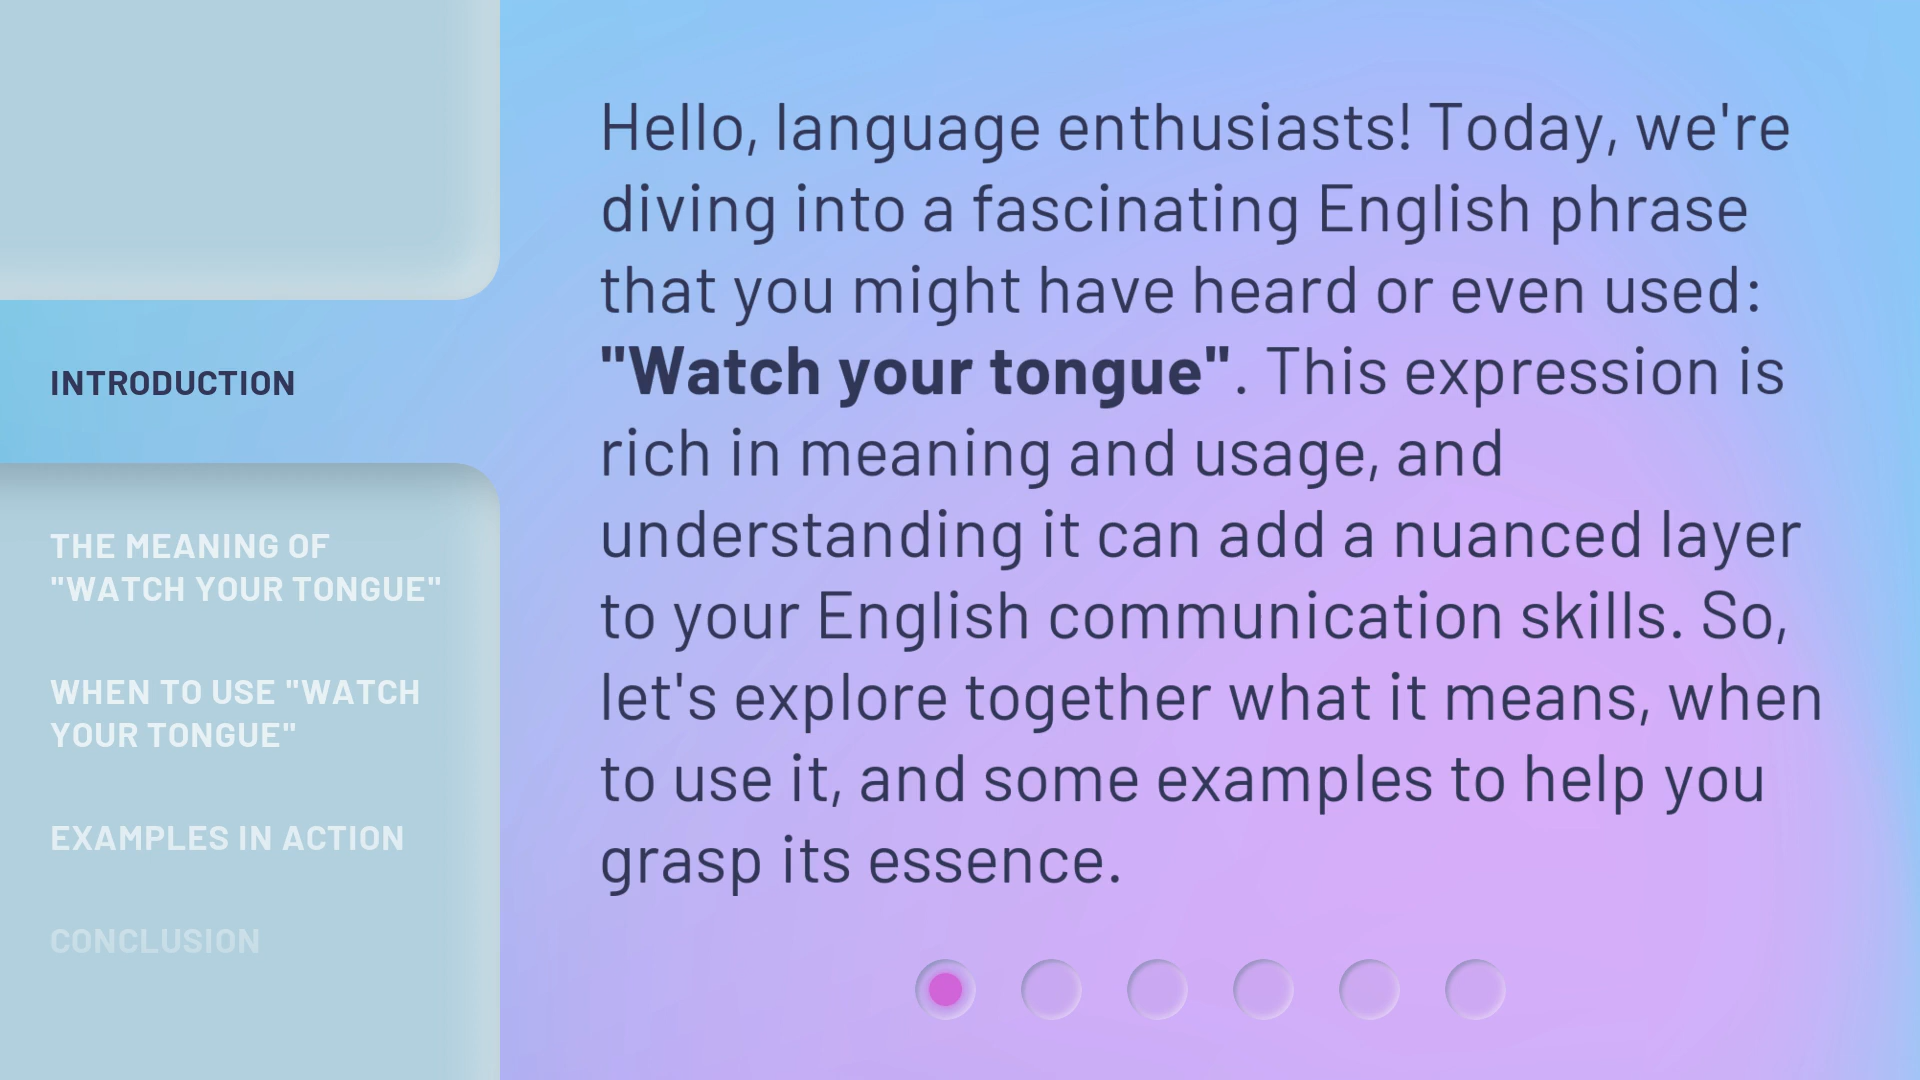 INTRODUCTION
THE MEANING OF
"WATCH YOUR TONGUE"
WHEN TO USE "WATCH
YOUR TONGUE"
EXAMPLES IN ACTION
CONCLUSION
Hello, language enthusiasts! Today, we're
diving into a fascinating English phrase
that you might have heard or even used:
"Watch your tongue". This expression is
rich in meaning and usage, and
understanding it can add a nuanced layer
to your English communication skills. So,
let's explore together what it means, when
to use it, and some examples to help you
grasp its essence.